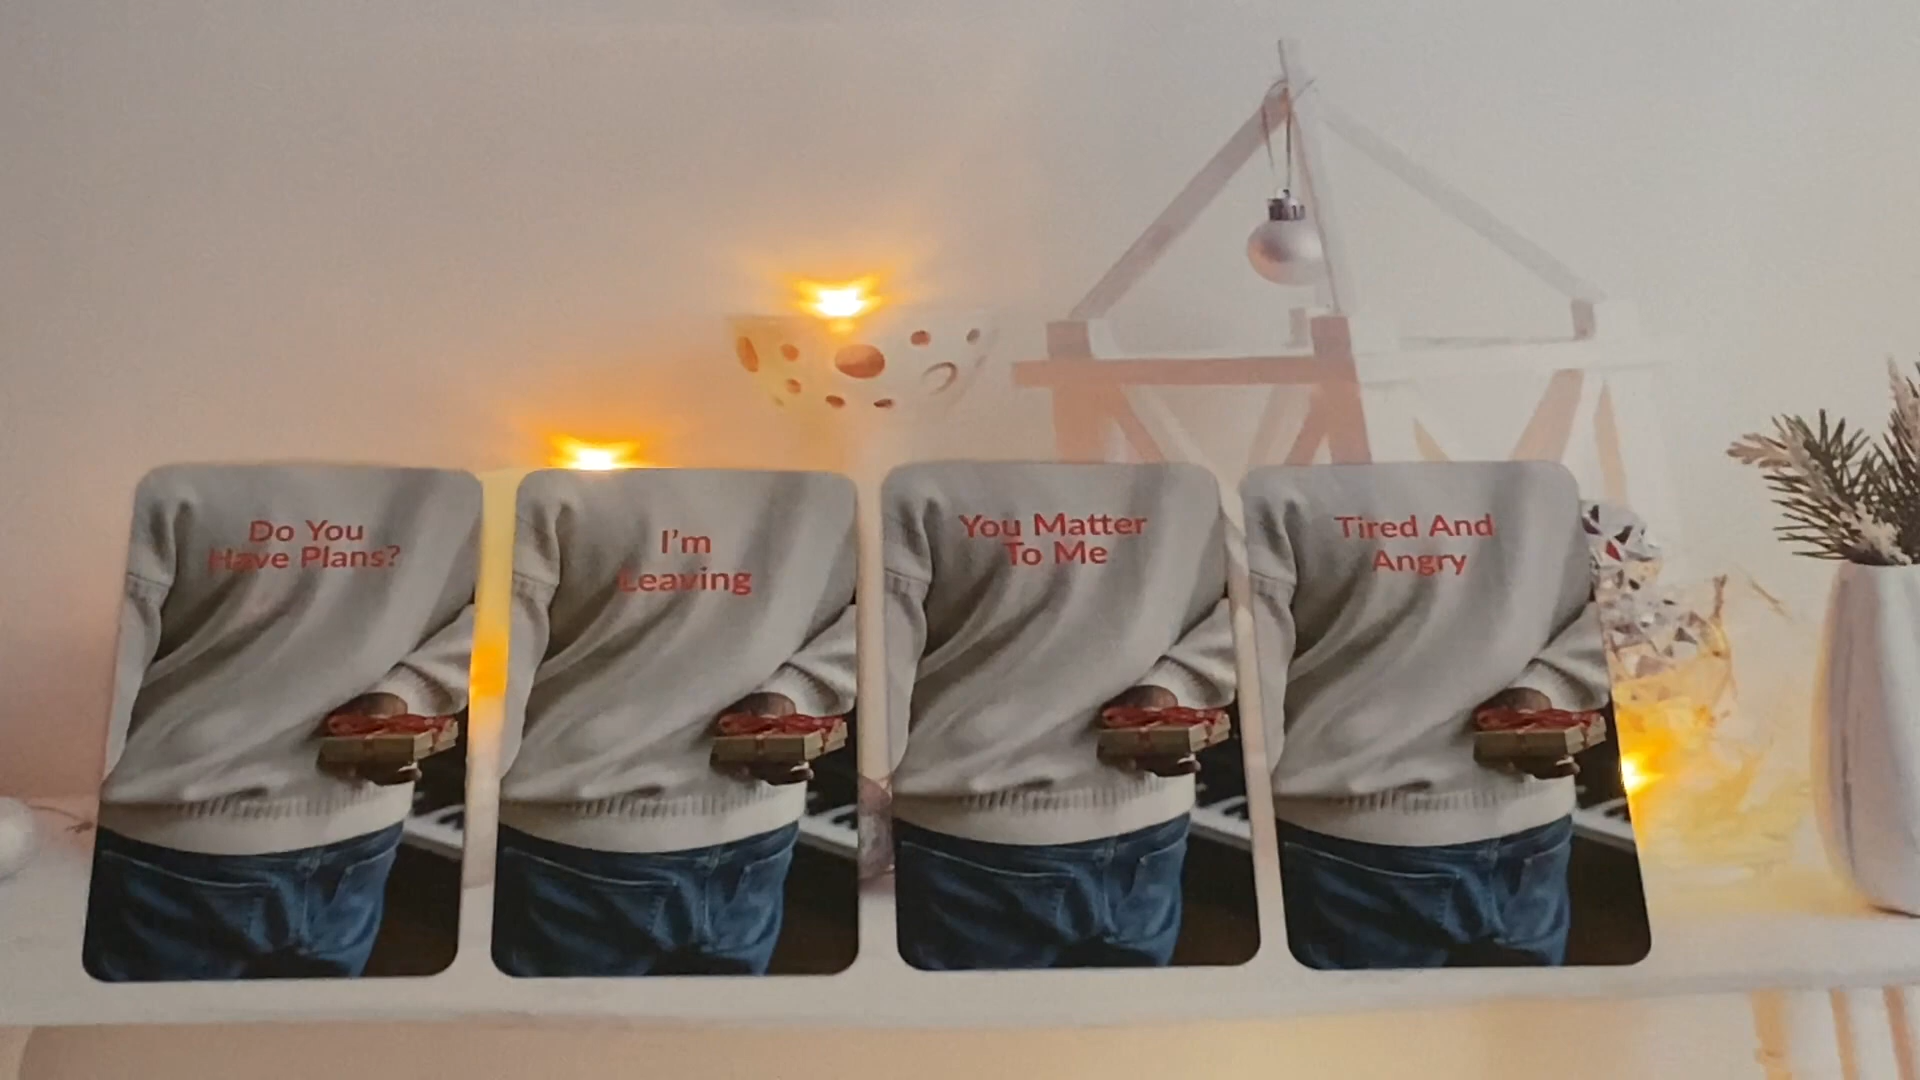 Do You
Have Plans?
I'm
Leaving
You Matter
To Me
Tired And
Angry